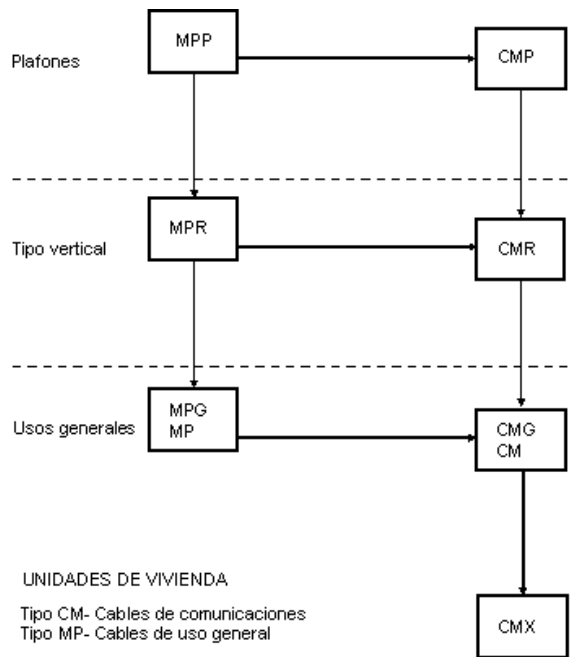 MPP
CMP
Plafones
MPR
CMR
Tipo vertical
MPG
MP
CMG
CM
Usos generales
UNIDADES DE VIVIENDA
Tipo CM- Cables de comunicaciones
Tipo MP- Cables de uso general
CMX